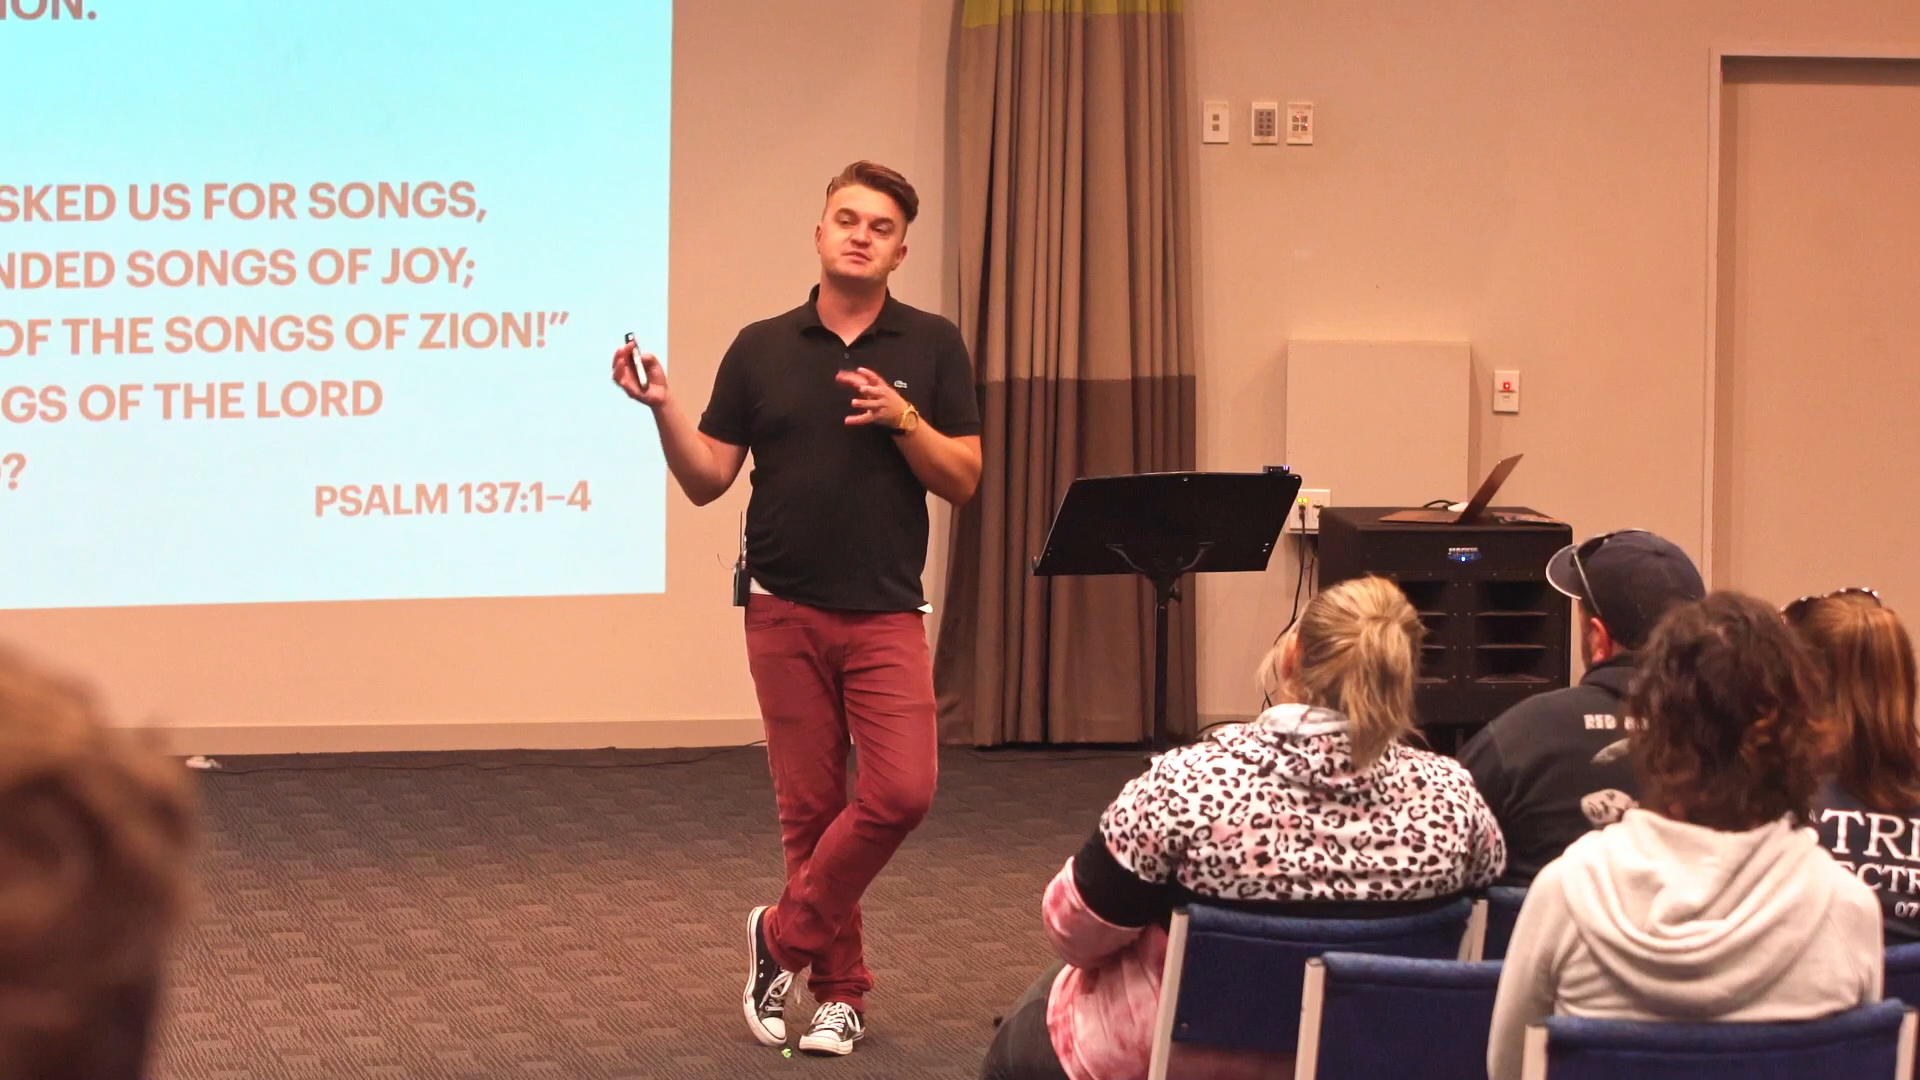 ION.
SKED US FOR SONGS,
NDED SONGS OF JOY;
OF THE SONGS OF ZION!”
GS OF THE LORD
?
PSALM 137:1–4
RED
TRI
ECTR
07